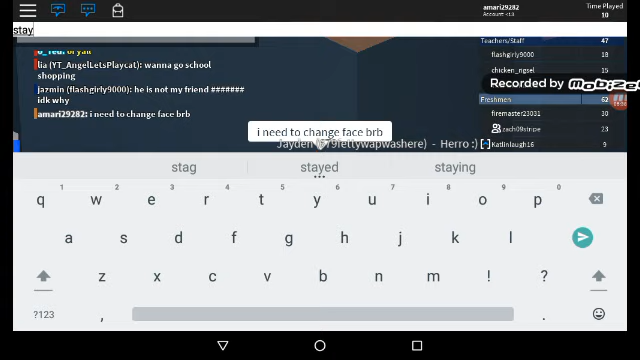 amari29282
Account <13
Time Played
10
stay
Teachers/Staff 47
flashgirly9000 18
chicken_ngsel 15
lia (YT_AngelLetsPlaycat): wanna go school
shopping
jazmin (flashgirly9000): he is not my friend #######
idk why
amari29282: i need to change face brb
Recorded by mobizen
Freshmen 62
firemaster23031 30
zach09stripe 23
Katlinlaugh16 9
i need to change face brb
Jayden - Herro :)
stag stayed staying
1 2 3 4 5 6 7 8 9 0
q w e r t y u i o p
a s d f g h j k l
z x c v b n m ! ?
?123 , .